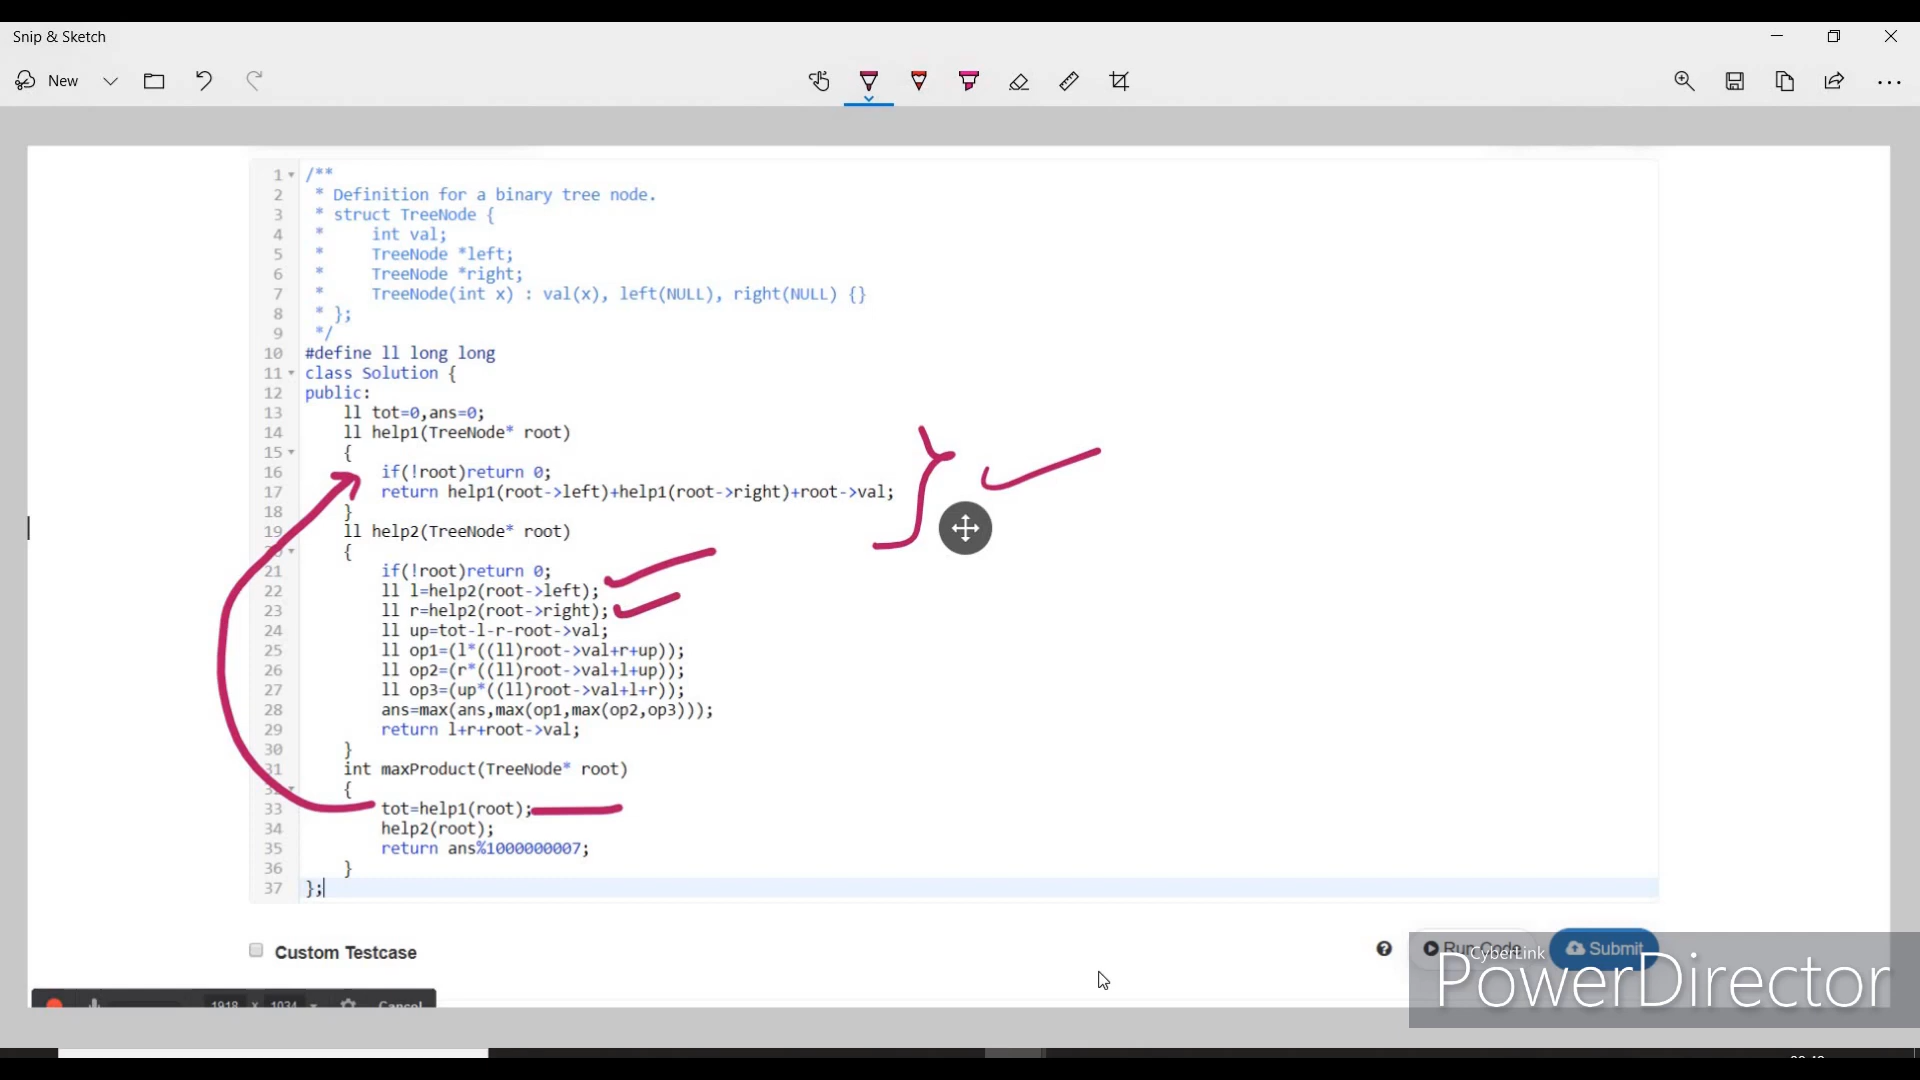 Snip & Sketch
New
1 /**
2 * Definition for a binary tree node.
3 * struct TreeNode {
4 * int val;
5 * TreeNode *left;
6 * TreeNode *right;
7 * TreeNode(int x) : val(x), left(NULL), right(NULL) {}
8 * };
9 */
10 #define ll long long
11 class Solution {
12 public:
13 ll tot=0,ans=0;
14 ll help1(TreeNode* root)
15 {
16 if(!root)return 0;
17 return help1(root->left)+help1(root->right)+root->val;
18 }
19 ll help2(TreeNode* root)
20 {
21 if(!root)return 0;
22 ll l=help2(root->left);
23 ll r=help2(root->right);
24 ll up=tot-l-r-root->val;
25 ll op1=(l*((ll)root->val+r+up));
26 ll op2=(r*((ll)root->val+l+up));
27 ll op3=(up*((ll)root->val+l+r));
28 ans=max(ans,max(op1,max(op2,op3)));
29 return l+r+root->val;
30 }
31 int maxProduct(TreeNode* root)
32 {
33 tot=help1(root);
34 help2(root);
35 return ans%1000000007;
36 }
37 };
Custom Testcase
Run Code
Submit
CyberLink
PowerDirector
1918 x 1034
Cancel